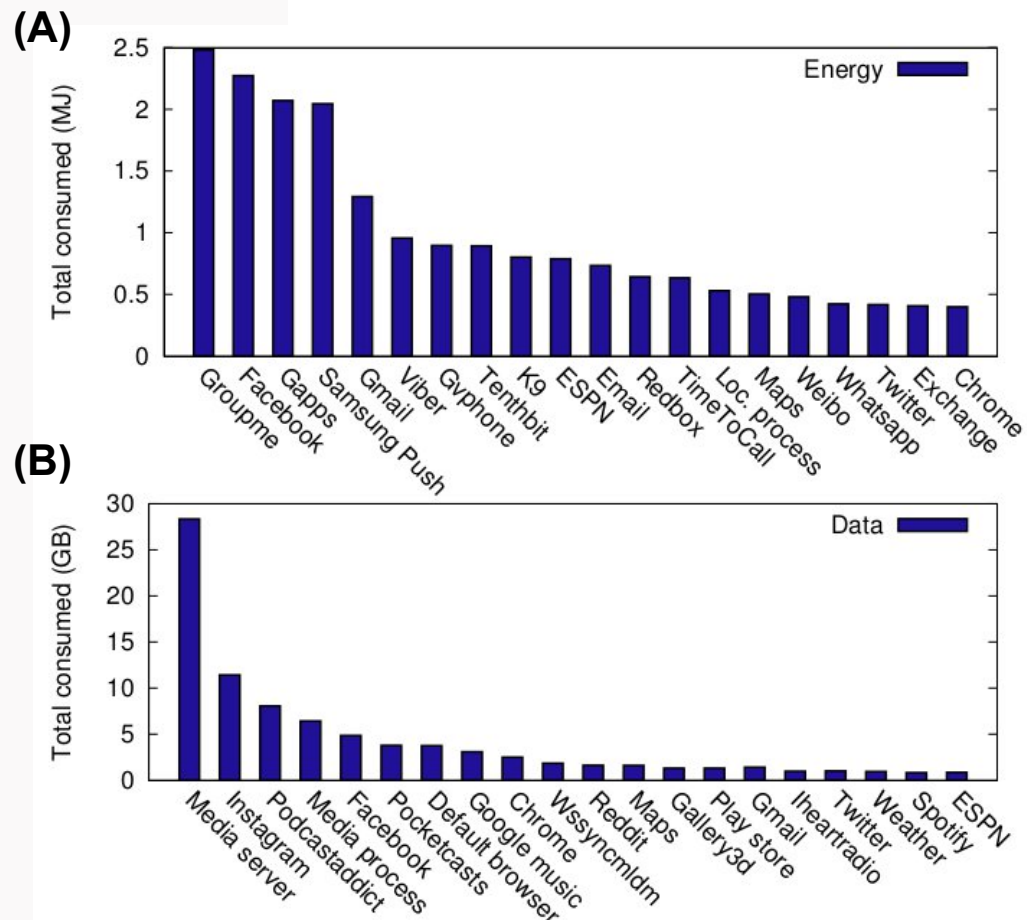 (A)
2.5
2
1.5
1
0.5
0
Total consumed (MJ)
Energy
Groupme
Facebook
Gapps
Samsung Push
Gmail
Viber
Gvphone
Tenthbit
K9
ESPN
Email
Redbox
TimeToCall
Loc. process
Maps
Weibo
Whatsapp
Twitter
Exchange
Chrome
(B)
30
25
20
15
10
5
0
Total consumed (GB)
Data
Media server
Instagram
Podcastaddict
Media process
Facebook
Pocketcasts
Default browser
Google music
Chrome
Wssyncmldm
Reddit
Maps
Gallery3d
Play store
Gmail
Iheartradio
Twitter
Weather
Spotify
ESPN